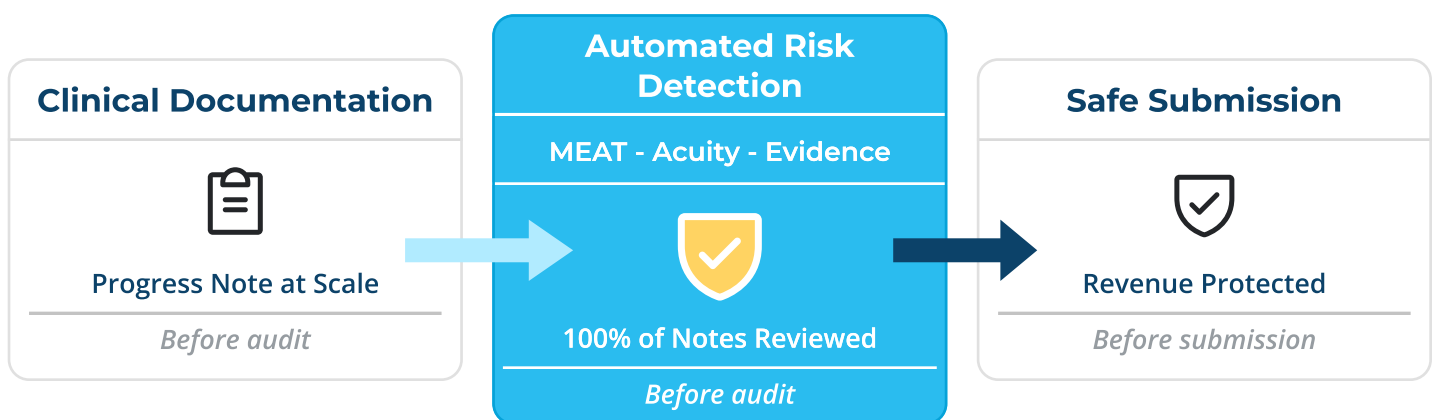 Clinical Documentation
Progress Note at Scale
Before audit
Automated Risk
Detection
MEAT - Acuity - Evidence
100% of Notes Reviewed
Before audit
Safe Submission
Revenue Protected
Before submission